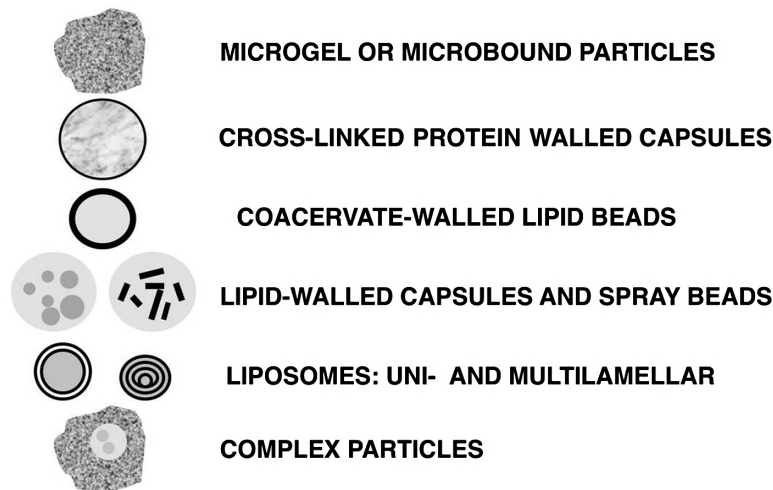 MICROGEL OR MICROBOUND PARTICLES
CROSS-LINKED PROTEIN WALLED CAPSULES
COACERVATE-WALLED LIPID BEADS
LIPID-WALLED CAPSULES AND SPRAY BEADS
LIPOSOMES: UNI- AND MULTILAMELLAR
COMPLEX PARTICLES